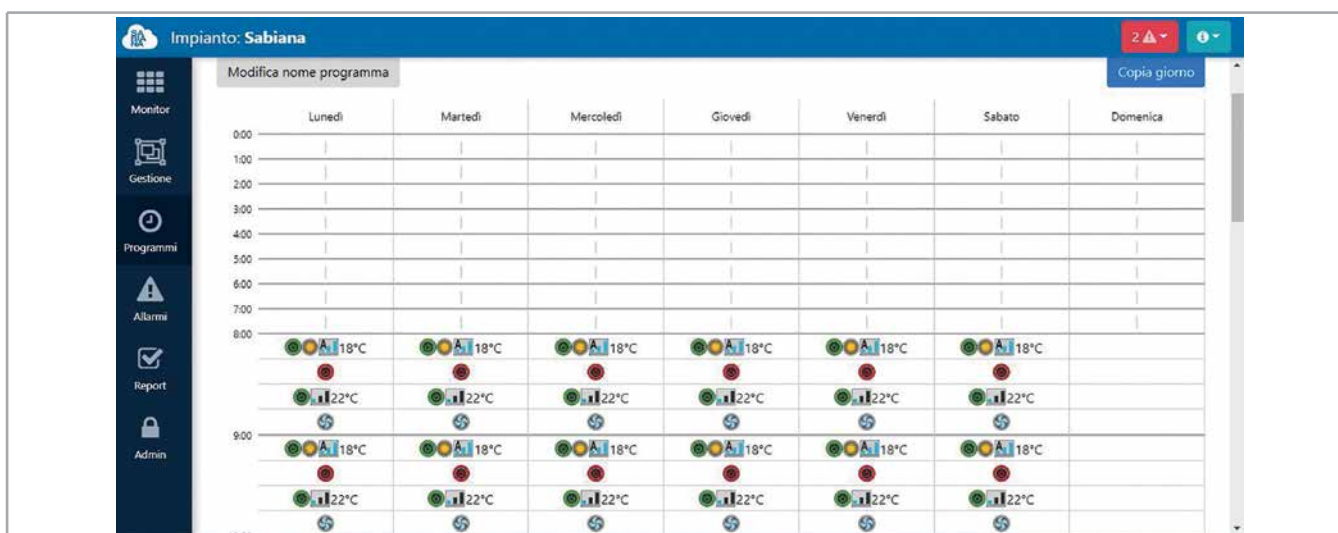 Impianto: Sabiana
2
Modifica nome programma
Copia giorno
Monitor
Gestione
Programmi
Allarmi
Report
Admin
Lunedì Martedì Mercoledì Giovedì Venerdì Sabato Domenica
0:00
1:00
2:00
3:00
4:00
5:00
6:00
7:00
8:00
A 18°C A 18°C A 18°C A 18°C A 18°C A 18°C
22°C 22°C 22°C 22°C 22°C 22°C
9:00
A 18°C A 18°C A 18°C A 18°C A 18°C A 18°C
22°C 22°C 22°C 22°C 22°C 22°C